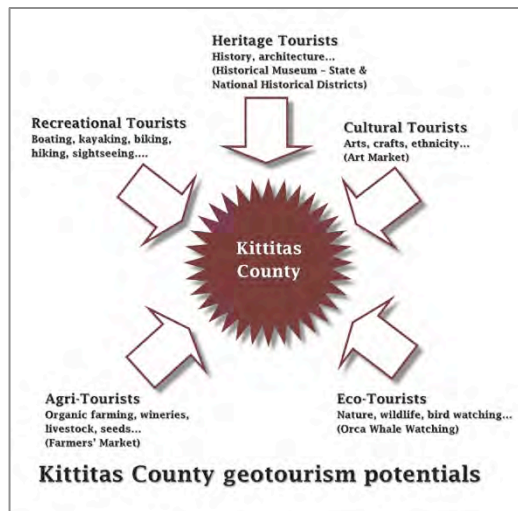 Heritage Tourists
History, architecture...
(Historical Museum – State &
National Historical Districts)
Recreational Tourists
Boating, kayaking, biking,
hiking, sightseeing....
Cultural Tourists
Arts, crafts, ethnicity...
(Art Market)
Kittitas
County
Agri-Tourists
Organic farming, wineries,
livestock, seeds...
(Farmers' Market)
Eco-Tourists
Nature, wildlife, bird watching...
(Orca Whale Watching)
Kittitas County geotourism potentials